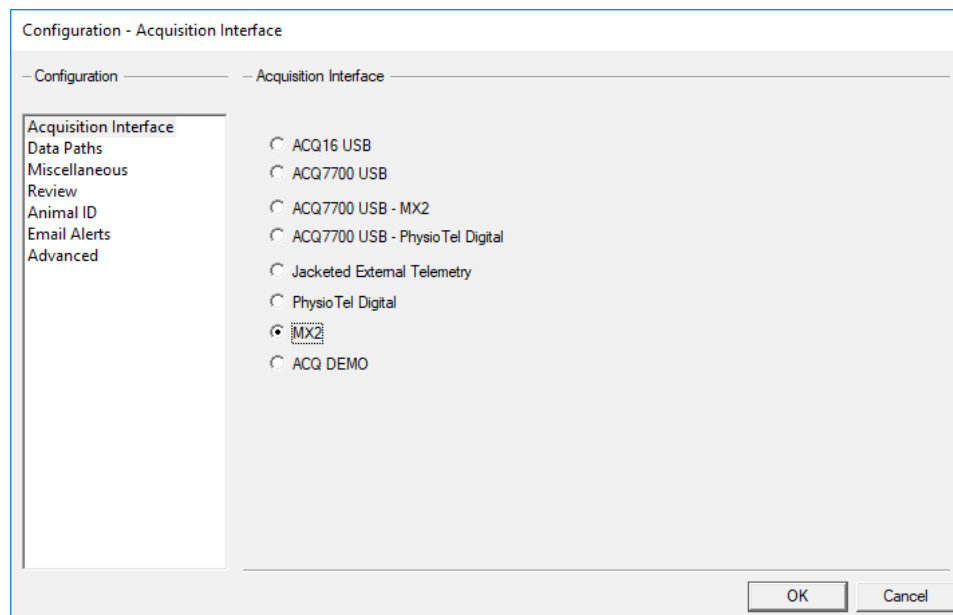 Configuration - Acquisition Interface
Configuration
Acquisition Interface
Acquisition Interface
Data Paths
Miscellaneous
Review
Animal ID
Email Alerts
Advanced
ACQ16 USB
ACQ7700 USB
ACQ7700 USB - MX2
ACQ7700 USB - PhysioTel Digital
Jacketed External Telemetry
PhysioTel Digital
MX2
ACQ DEMO
OK
Cancel